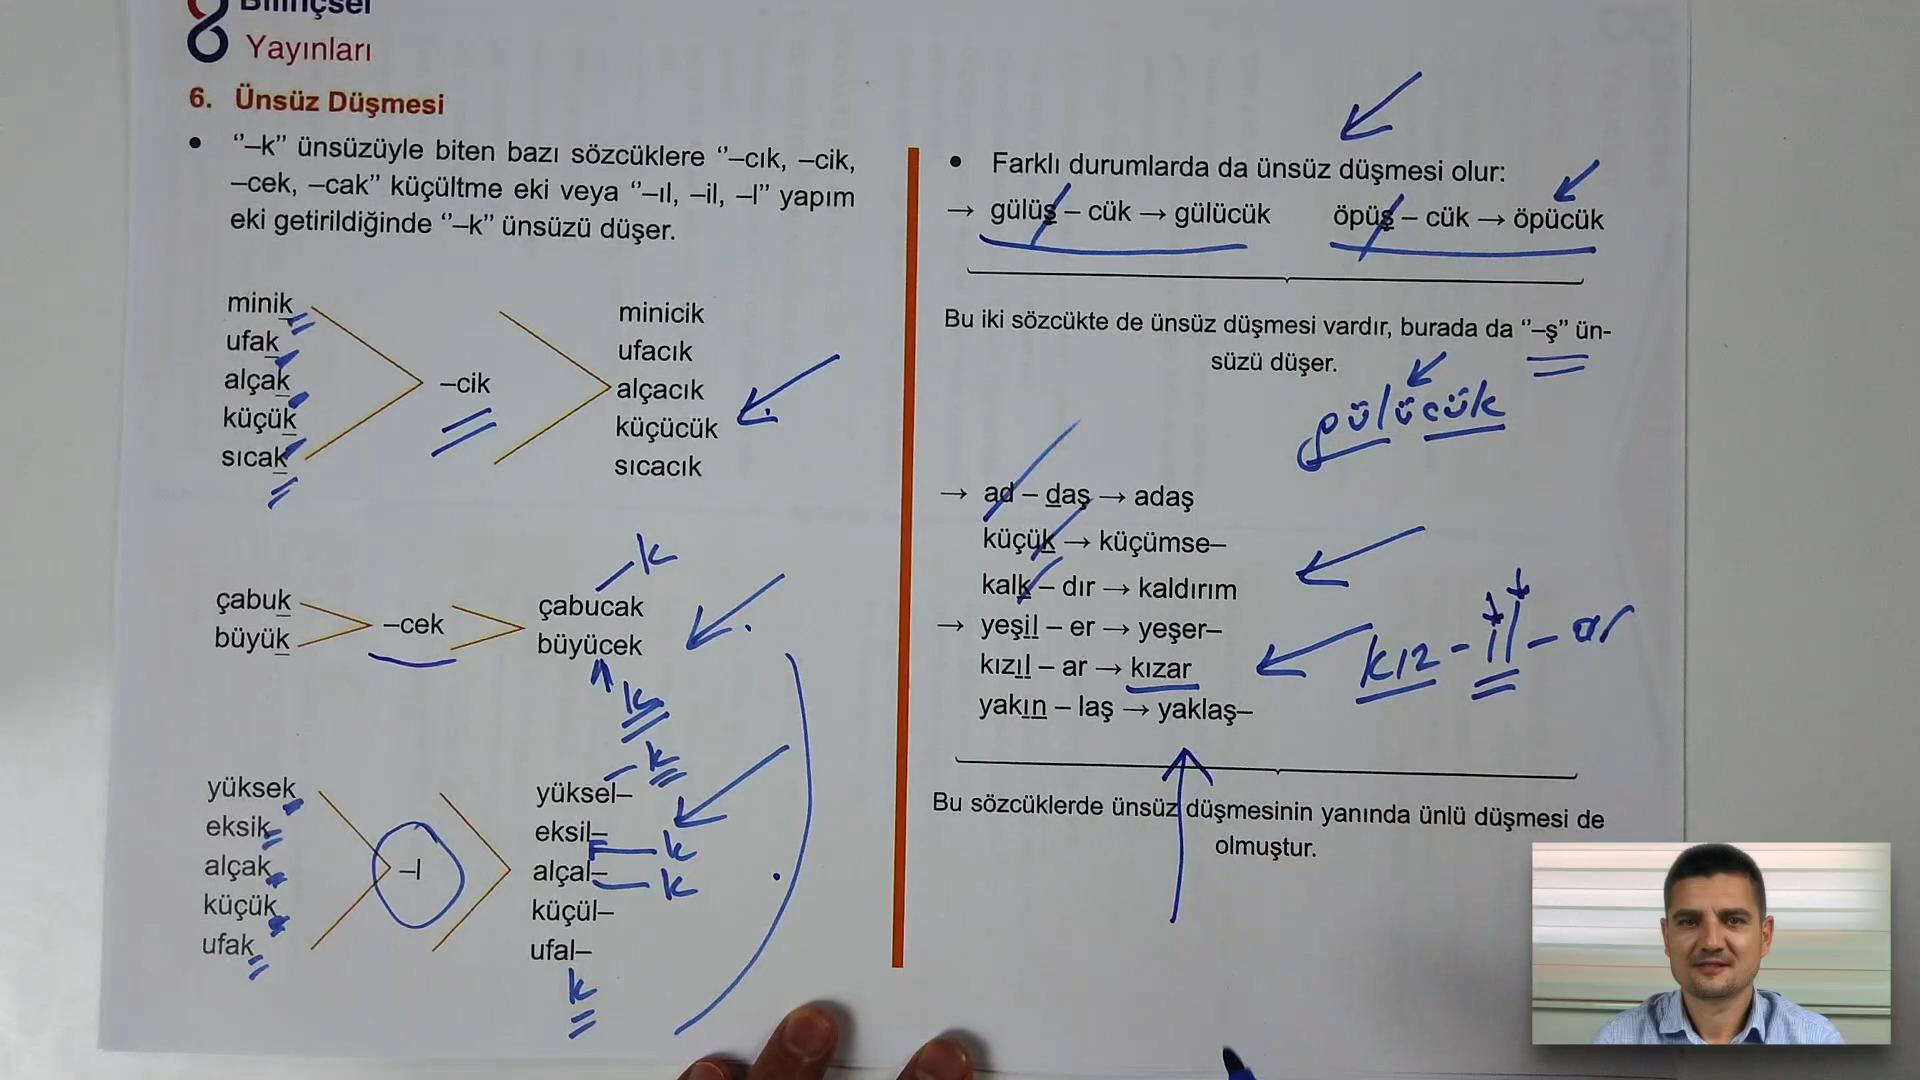 Bilinçsel
Yayınları
6. Ünsüz Düşmesi
• “–k” ünsüzüyle biten bazı sözcüklere “–cık, –cik,
–cek, –cak” küçültme eki veya “–ıl, –il, –l” yapım
eki getirildiğinde “–k” ünsüzü düşer.
minik
ufak
alçak
küçük
sıcak
–cik
minicik
ufacık
alçacık
küçücük
sıcacık
çabuk
büyük
–cek
çabucak
büyücek
–k
k
yüksek
eksik
alçak
küçük
ufak
–l
yüksel–
eksil–
alçal–
küçül–
ufal–
–k
k
k
k
• Farklı durumlarda da ünsüz düşmesi olur:
→ gülüş – cük → gülücük öpüş – cük → öpücük
Bu iki sözcükte de ünsüz düşmesi vardır, burada da “–ş” ün-
süzü düşer.
gülücük
→ ad – daş → adaş
küçük → küçümse–
kalk – dır → kaldırım
→ yeşil – er → yeşer–
kızıl – ar → kızar
yakın – laş → yaklaş–
kız - ıl - ar
Bu sözcüklerde ünsüz düşmesinin yanında ünlü düşmesi de
olmuştur.